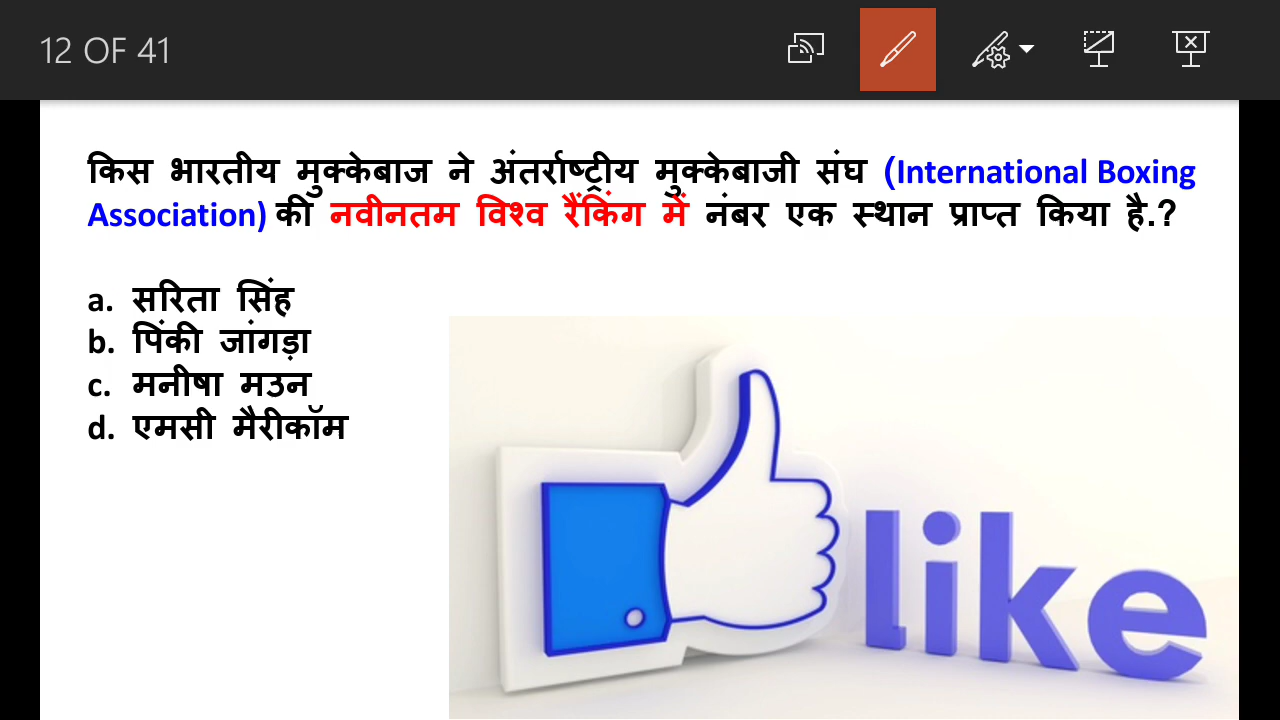 12 OF 41
किस भारतीय मुक्केबाज ने अंतर्राष्ट्रीय मुक्केबाजी संघ (International Boxing
Association) की नवीनतम विश्व रैंकिंग में नंबर एक स्थान प्राप्त किया है.?
a. सरिता सिंह
b. पिंकी जांगड़ा
c. मनीषा मउन
d. एमसी मैरीकॉम
like